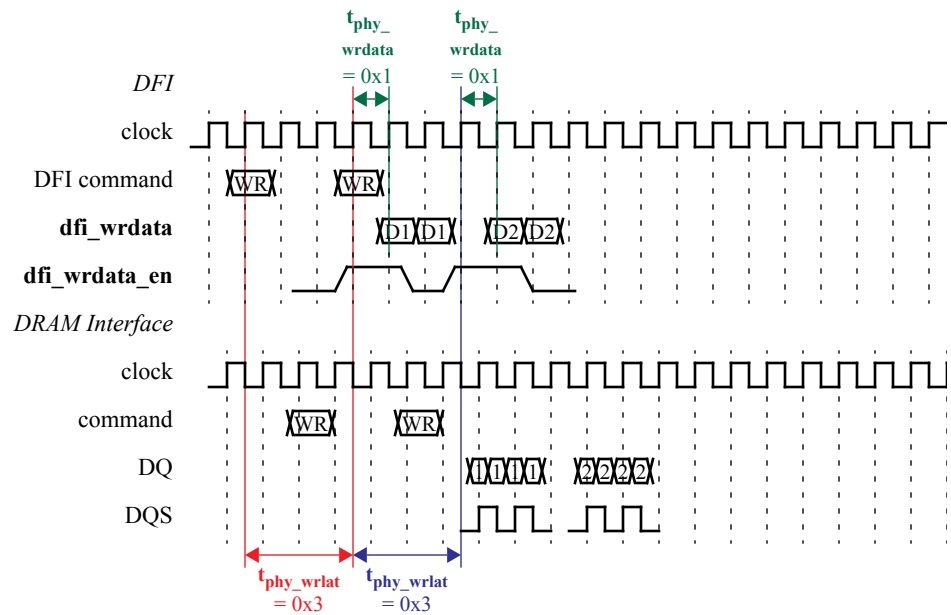 tphy_ tphy_
wrdata wrdata
= 0x1 = 0x1
DFI
clock
DFI command WR WR
dfi_wrdata D1 D1 D2 D2
dfi_wrdata_en
DRAM Interface
clock
command WR WR
DQ 1 1 1 1 2 2 2 2
DQS
tphy_wrlat tphy_wrlat
= 0x3 = 0x3